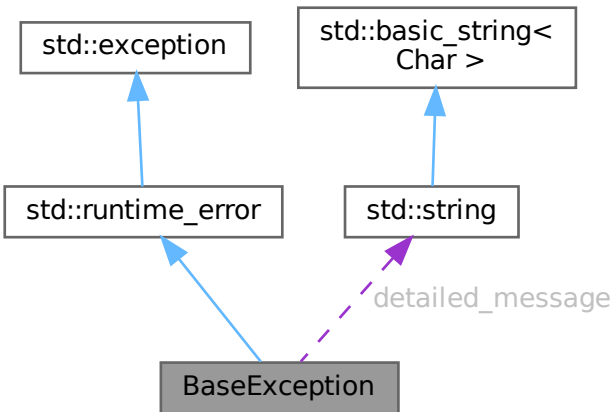 std::exception
std::basic_string<
Char >
std::runtime_error
std::string
detailed_message
BaseException